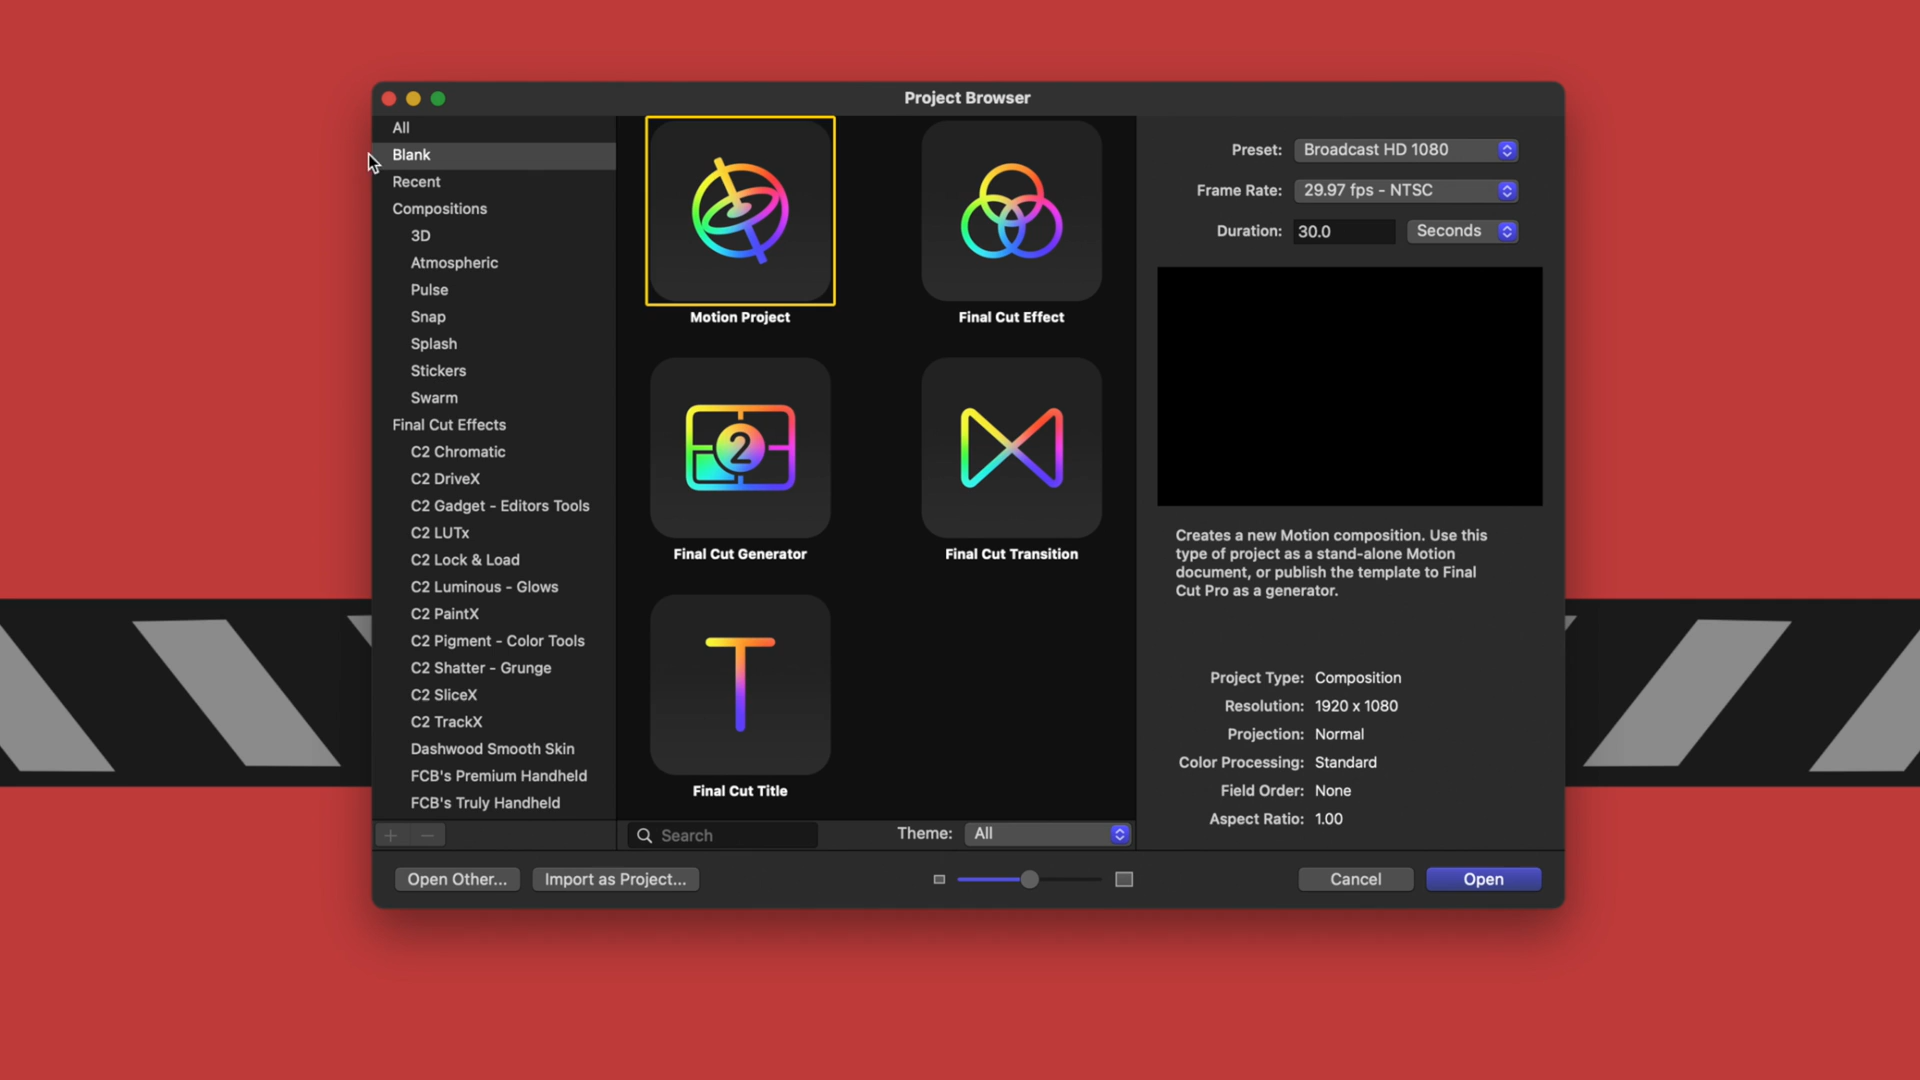 Project Browser
All
Blank
Recent
Compositions
3D
Atmospheric
Pulse
Snap
Splash
Stickers
Swarm
Final Cut Effects
C2 Chromatic
C2 DriveX
C2 Gadget - Editors Tools
C2 LUTx
C2 Lock & Load
C2 Luminous - Glows
C2 PaintX
C2 Pigment - Color Tools
C2 Shatter - Grunge
C2 SliceX
C2 TrackX
Dashwood Smooth Skin
FCB's Premium Handheld
FCB's Truly Handheld
Motion Project
Final Cut Effect
2
Final Cut Generator
Final Cut Transition
T
Final Cut Title
Search
Theme: All
Preset: Broadcast HD 1080
Frame Rate: 29.97 fps - NTSC
Duration: 30.0 Seconds
Creates a new Motion composition. Use this
type of project as a stand-alone Motion
document, or publish the template to Final
Cut Pro as a generator.
Project Type: Composition
Resolution: 1920 x 1080
Projection: Normal
Color Processing: Standard
Field Order: None
Aspect Ratio: 1.00
Open Other...
Import as Project...
Cancel
Open